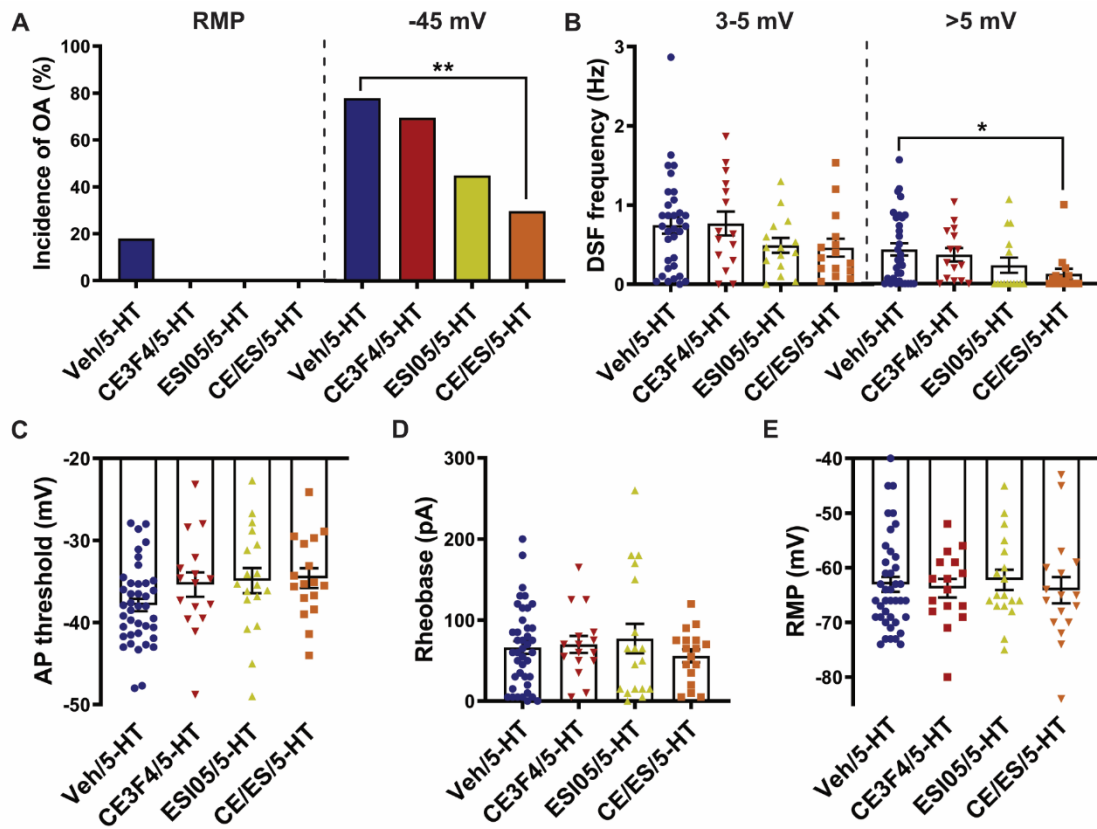 A
RMP
-45 mV
Incidence of OA (%)
100
80
60
40
20
0
**
Veh/5-HT
CE3F4/5-HT
ESI05/5-HT
CE/ES/5-HT
Veh/5-HT
CE3F4/5-HT
ESI05/5-HT
CE/ES/5-HT
B
3-5 mV
>5 mV
DSF frequency (Hz)
3
2
1
0
*
Veh/5-HT
CE3F4/5-HT
ESI05/5-HT
CE/ES/5-HT
Veh/5-HT
CE3F4/5-HT
ESI05/5-HT
CE/ES/5-HT
C
AP threshold (mV)
-20
-30
-40
-50
Veh/5-HT
CE3F4/5-HT
ESI05/5-HT
CE/ES/5-HT
D
Rheobase (pA)
300
200
100
0
Veh/5-HT
CE3F4/5-HT
ESI05/5-HT
CE/ES/5-HT
E
RMP (mV)
-40
-50
-60
-70
-80
Veh/5-HT
CE3F4/5-HT
ESI05/5-HT
CE/ES/5-HT